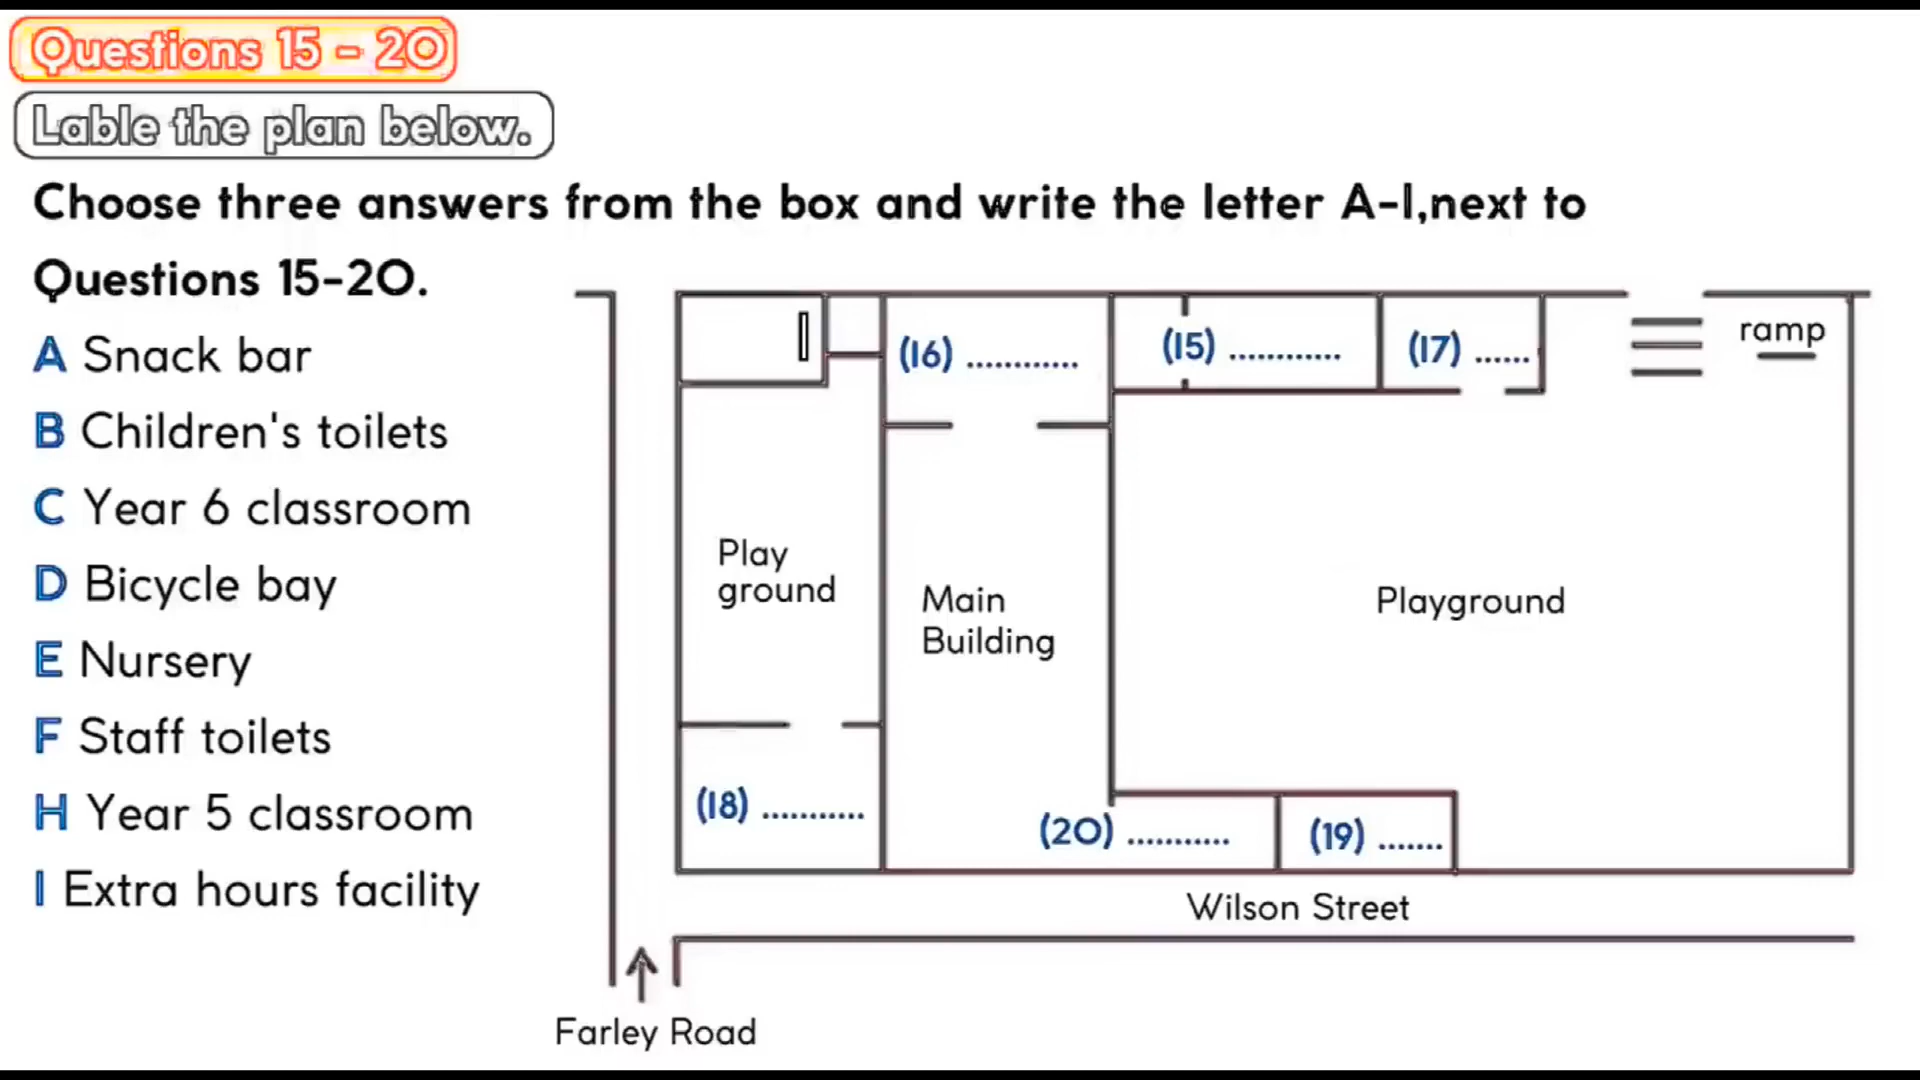 Questions 15 - 20
Lable the plan below.
Choose three answers from the box and write the letter A-I,next to
Questions 15-20.
A Snack bar
B Children's toilets
C Year 6 classroom
D Bicycle bay
E Nursery
F Staff toilets
H Year 5 classroom
I Extra hours facility
(16) ............
(15) ............
(17) ......
ramp
Play
ground
Main
Building
Playground
(18) ...........
(20) ...........
(19) .......
Wilson Street
Farley Road